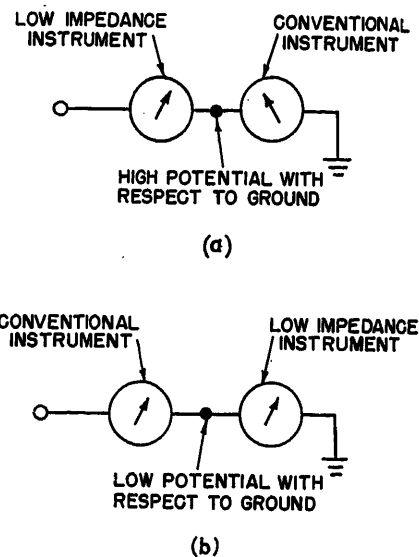 LOW IMPEDANCE
INSTRUMENT
CONVENTIONAL
INSTRUMENT
HIGH POTENTIAL WITH
RESPECT TO GROUND
(a)
CONVENTIONAL
INSTRUMENT
LOW IMPEDANCE
INSTRUMENT
LOW POTENTIAL WITH
RESPECT TO GROUND
(b)